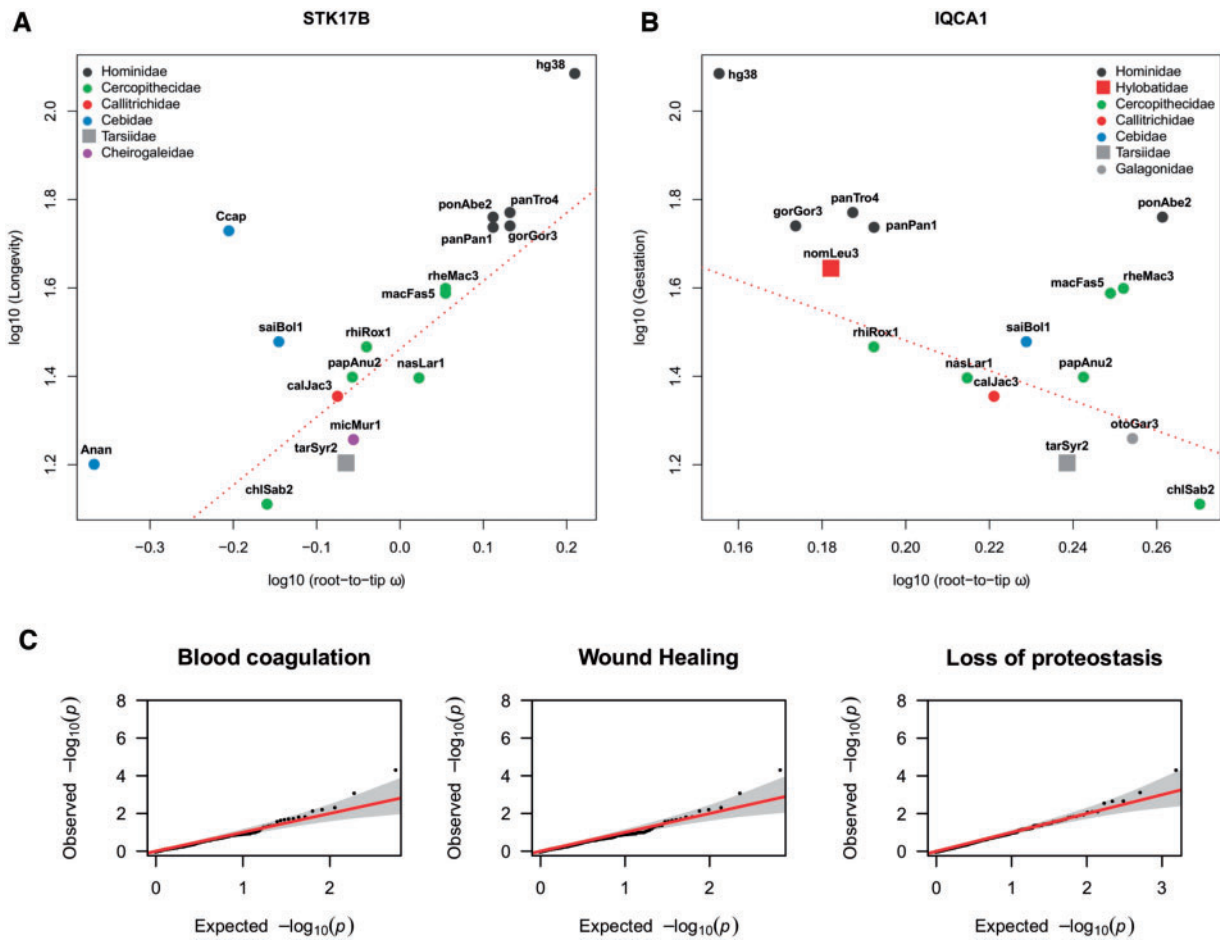 A
STK17B
Hominidae
Cercopithecidae
Callitrichidae
Cebidae
Tarsiidae
Cheirogaleidae
hg38
ponAbe2
panTro4
panPan1
gorGor3
Ccap
rheMac3
macFas5
saiBol1
rhiRox1
papAnu2
nasLar1
calJac3
micMur1
tarSyr2
Anan
chlSab2
log10 (Longevity)
2.0
1.8
1.6
1.4
1.2
−0.3
−0.2
−0.1
0.0
0.1
0.2
log10 (root-to-tip ω)
B
IQCA1
Hominidae
Hylobatidae
Cercopithecidae
Callitrichidae
Cebidae
Tarsiidae
Galagonidae
hg38
gorGor3
panTro4
panPan1
ponAbe2
nomLeu3
macFas5
rheMac3
rhiRox1
saiBol1
nasLar1
papAnu2
calJac3
otoGar3
tarSyr2
chlSab2
log10 (Gestation)
2.0
1.8
1.6
1.4
1.2
0.16
0.18
0.20
0.22
0.24
0.26
log10 (root-to-tip ω)
C
Blood coagulation
Observed −log10(p)
8
6
4
2
0
0
1
2
Expected −log10(p)
Wound Healing
Observed −log10(p)
8
6
4
2
0
0
1
2
Expected −log10(p)
Loss of proteostasis
Observed −log10(p)
8
6
4
2
0
0
1
2
3
Expected −log10(p)